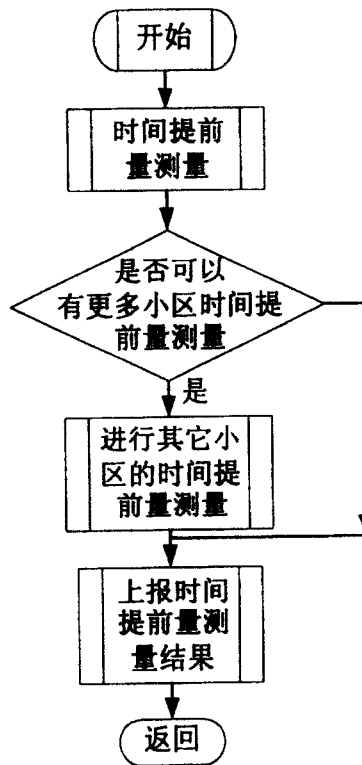 开始
时间提前
量测量
是否可以
有更多小区时间提
前量测量
是
进行其它小
区的时间提
前量测量
上报时间
提前量测
量结果
返回